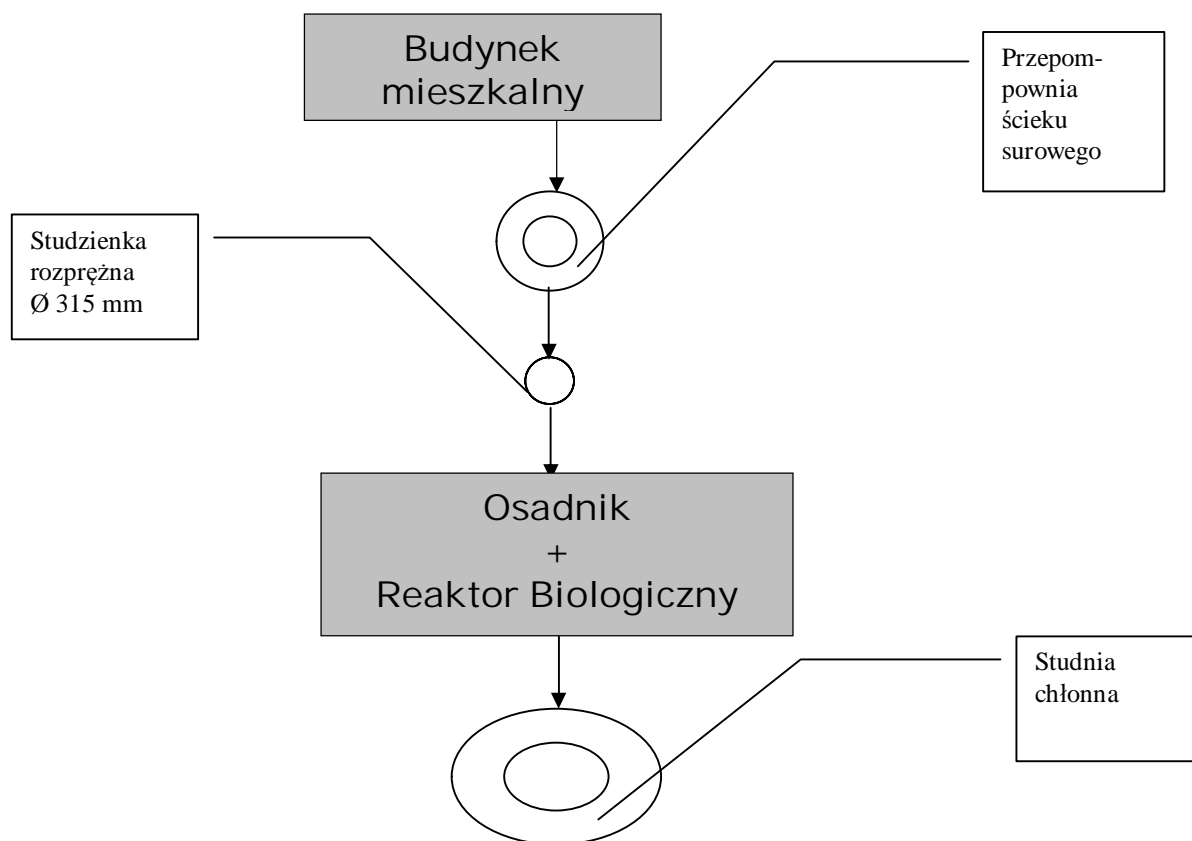 Budynek
mieszkalny
Przepom-
pownia
ścieku
surowego
Studzienka
rozprężna
Ø 315 mm
Osadnik
+
Reaktor Biologiczny
Studnia
chłonna